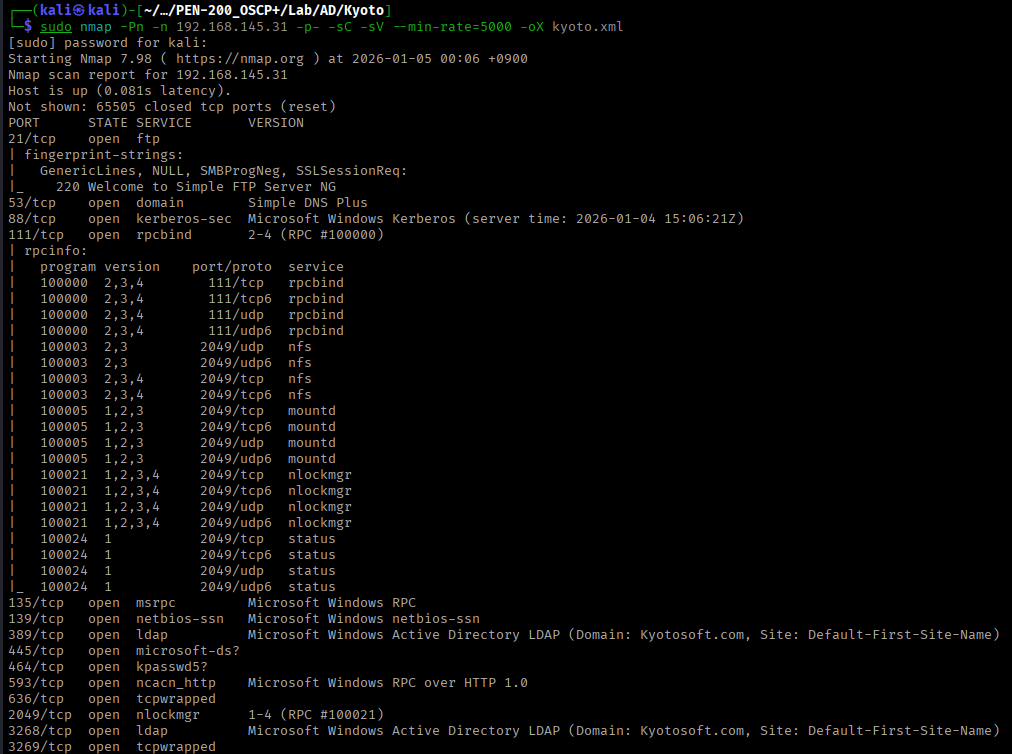 ┌──(kali㉿kali)-[~/…/PEN-200_OSCP+/Lab/AD/Kyoto]
└─$ sudo nmap -Pn -n 192.168.145.31 -p- -sC -sV --min-rate=5000 -oX kyoto.xml
[sudo] password for kali:
Starting Nmap 7.98 ( https://nmap.org ) at 2026-01-05 00:06 +0900
Nmap scan report for 192.168.145.31
Host is up (0.081s latency).
Not shown: 65505 closed tcp ports (reset)
PORT     STATE SERVICE       VERSION
21/tcp   open  ftp
| fingerprint-strings:
|   GenericLines, NULL, SMBProgNeg, SSLSessionReq:
|_    220 Welcome to Simple FTP Server NG
53/tcp   open  domain        Simple DNS Plus
88/tcp   open  kerberos-sec  Microsoft Windows Kerberos (server time: 2026-01-04 15:06:21Z)
111/tcp  open  rpcbind       2-4 (RPC #100000)
| rpcinfo:
|   program version    port/proto  service
|   100000  2,3,4        111/tcp   rpcbind
|   100000  2,3,4        111/tcp6  rpcbind
|   100000  2,3,4        111/udp   rpcbind
|   100000  2,3,4        111/udp6  rpcbind
|   100003  2,3         2049/udp   nfs
|   100003  2,3         2049/udp6  nfs
|   100003  2,3,4       2049/tcp   nfs
|   100003  2,3,4       2049/tcp6  nfs
|   100005  1,2,3       2049/tcp   mountd
|   100005  1,2,3       2049/tcp6  mountd
|   100005  1,2,3       2049/udp   mountd
|   100005  1,2,3       2049/udp6  mountd
|   100021  1,2,3,4     2049/tcp   nlockmgr
|   100021  1,2,3,4     2049/tcp6  nlockmgr
|   100021  1,2,3,4     2049/udp   nlockmgr
|   100021  1,2,3,4     2049/udp6  nlockmgr
|   100024  1           2049/tcp   status
|   100024  1           2049/tcp6  status
|   100024  1           2049/udp   status
|_  100024  1           2049/udp6  status
135/tcp  open  msrpc         Microsoft Windows RPC
139/tcp  open  netbios-ssn   Microsoft Windows netbios-ssn
389/tcp  open  ldap          Microsoft Windows Active Directory LDAP (Domain: Kyotosoft.com, Site: Default-First-Site-Name)
445/tcp  open  microsoft-ds?
464/tcp  open  kpasswd5?
593/tcp  open  ncacn_http    Microsoft Windows RPC over HTTP 1.0
636/tcp  open  tcpwrapped
2049/tcp open  nlockmgr      1-4 (RPC #100021)
3268/tcp open  ldap          Microsoft Windows Active Directory LDAP (Domain: Kyotosoft.com, Site: Default-First-Site-Name)
3269/tcp open  tcpwrapped